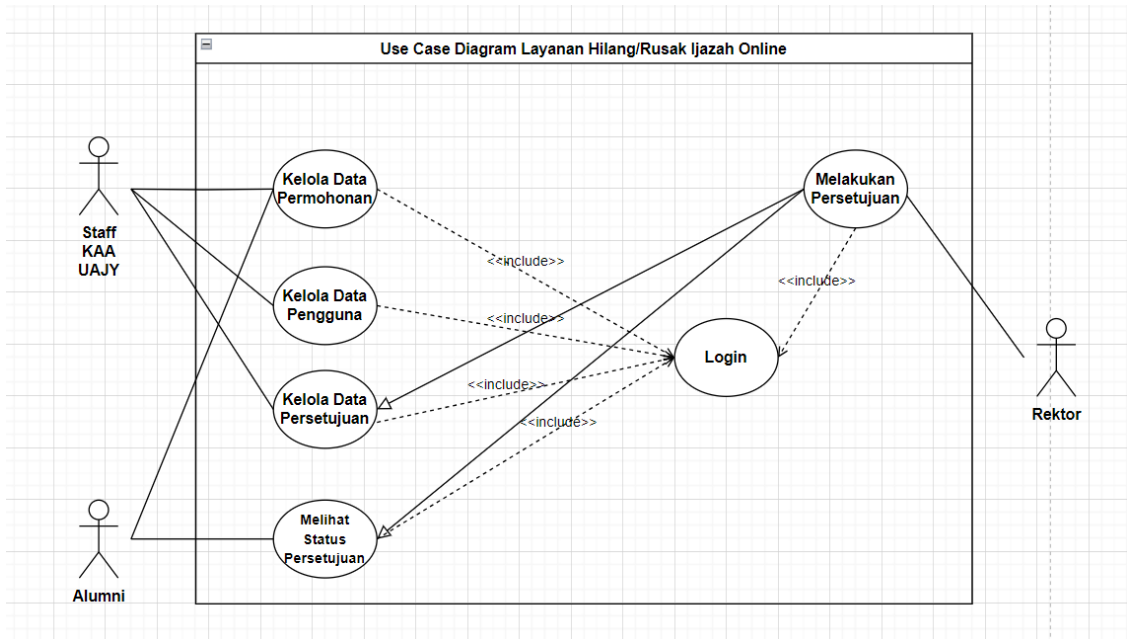 Use Case Diagram Layanan Hilang/Rusak Ijazah Online
Kelola Data
Permohonan
Melakukan
Persetujuan
Staff
KAA
UAJY
<<include>>
<<include>>
Kelola Data
Pengguna
<<include>>
Login
Kelola Data
Persetujuan
<<include>>
Rektor
<<include>>
Melihat
Status
Persetujuan
Alumni